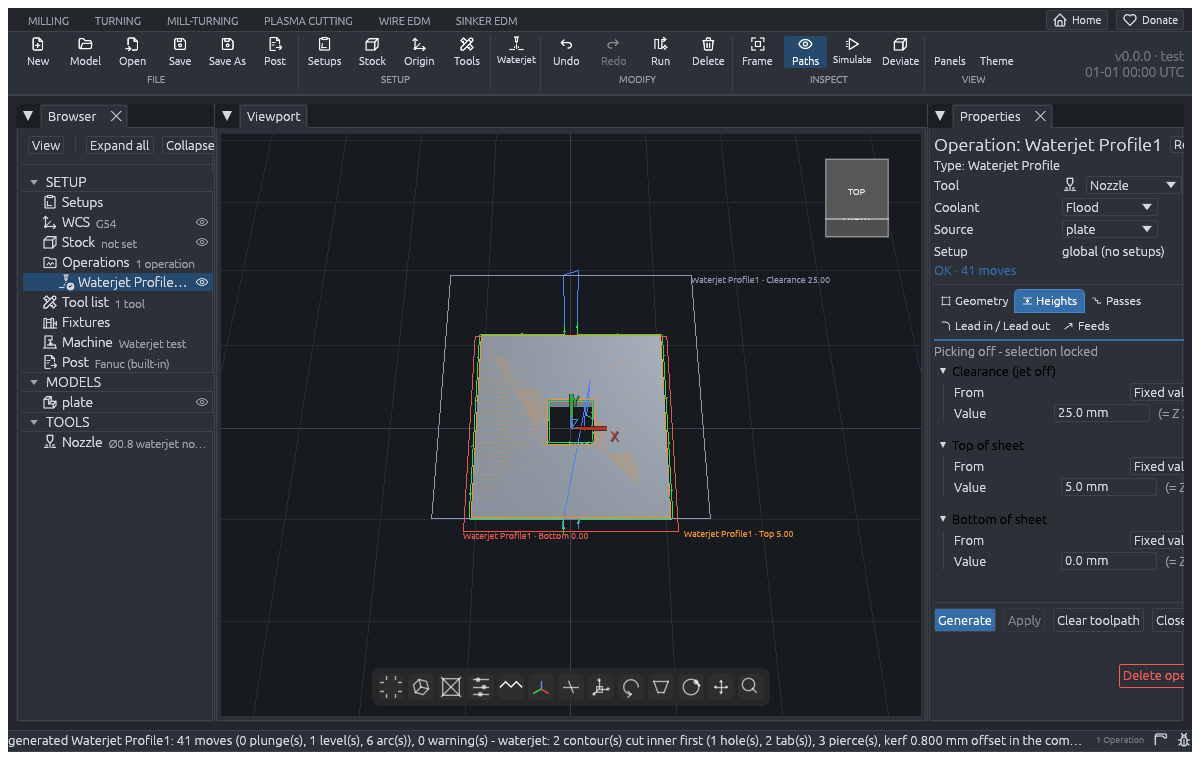 MILLING TURNING MILL-TURNING PLASMA CUTTING WIRE EDM SINKER EDM Home Donate
New Model Open Save Save As Post Setups Stock Origin Tools Waterjet Undo Redo Run Delete Frame Paths Simulate Deviate Panels Theme
FILE SETUP MODIFY INSPECT VIEW
v0.0.0 · test
01-01 00:00 UTC
Browser
View Expand all Collapse
SETUP
Setups
WCS G54
Stock not set
Operations 1 operation
Waterjet Profile...
Tool list 1 tool
Fixtures
Machine Waterjet test
Post Fanuc (built-in)
MODELS
plate
TOOLS
Nozzle Ø0.8 waterjet no...
Viewport
TOP
Waterjet Profile1 · Clearance 25.00
Y
Z
X
Waterjet Profile1 · Bottom 0.00
Waterjet Profile1 · Top 5.00
Properties
Operation: Waterjet Profile1 Re
Type: Waterjet Profile
Tool Nozzle
Coolant Flood
Source plate
Setup global (no setups)
OK · 41 moves
Geometry Heights Passes
Lead in / Lead out Feeds
Picking off - selection locked
Clearance (jet off)
From Fixed val
Value 25.0 mm (= Z
Top of sheet
From Fixed val
Value 5.0 mm (= Z
Bottom of sheet
From Fixed val
Value 0.0 mm (= Z
Generate Apply Clear toolpath Close
Delete ope
generated Waterjet Profile1: 41 moves (0 plunge(s), 1 level(s), 6 arc(s)), 0 warning(s) - waterjet: 2 contour(s) cut inner first (1 hole(s), 2 tab(s)), 3 pierce(s), kerf 0.800 mm offset in the com... 1 Operation